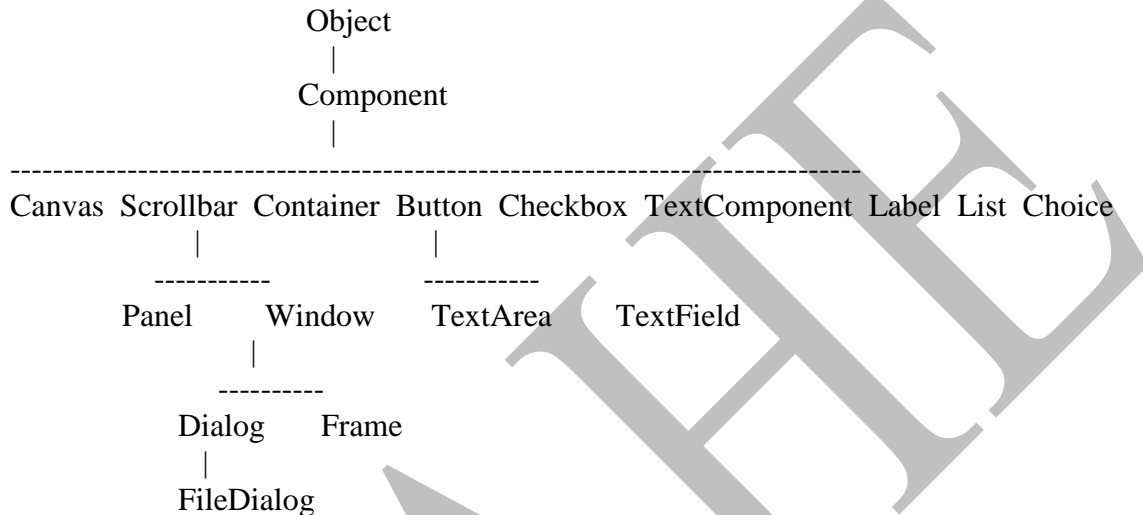 Object
|
Component
|
--------------------------------------------------------------------------------
Canvas Scrollbar Container Button Checkbox TextComponent Label List Choice
| |
----------- -----------
Panel Window TextArea TextField
|
----------
Dialog Frame
|
FileDialog